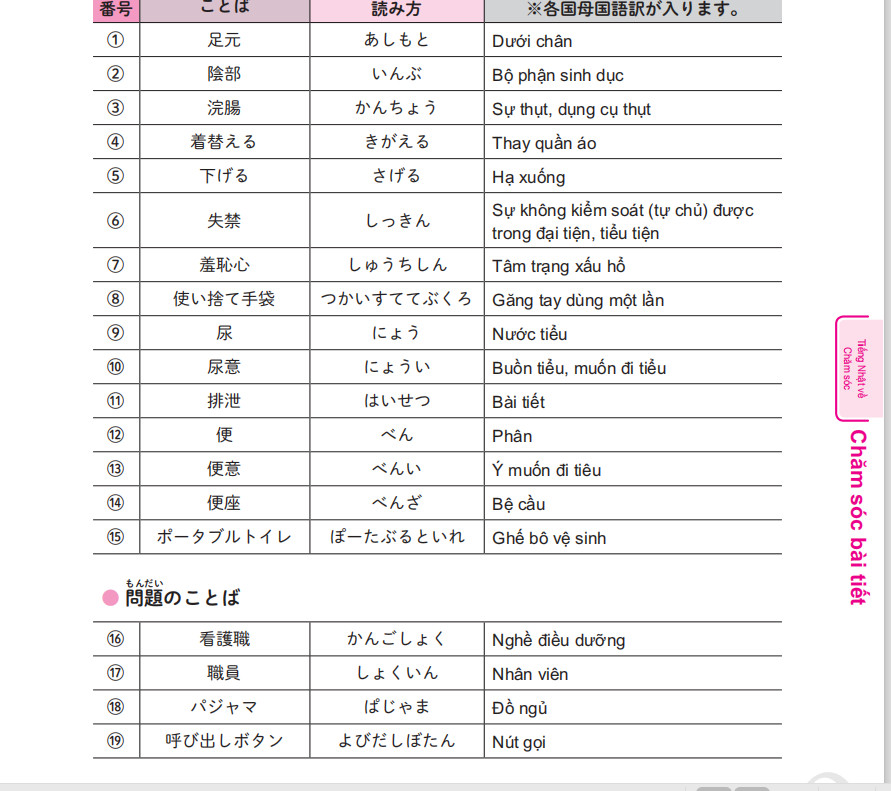 番号 ことば 読み方 ※各国母国語訳が入ります。
① 足元 あしもと Dưới chân
② 陰部 いんぶ Bộ phận sinh dục
③ 浣腸 かんちょう Sự thụt, dụng cụ thụt
④ 着替える きがえる Thay quần áo
⑤ 下げる さげる Hạ xuống
⑥ 失禁 しっきん Sự không kiểm soát (tự chủ) được
trong đại tiện, tiểu tiện
⑦ 羞恥心 しゅうちしん Tâm trạng xấu hổ
⑧ 使い捨て手袋 つかいすててぶくろ Găng tay dùng một lần
⑨ 尿 にょう Nước tiểu
⑩ 尿意 にょうい Buồn tiểu, muốn đi tiểu
⑪ 排泄 はいせつ Bài tiết
⑫ 便 べん Phân
⑬ 便意 べんい Ý muốn đi tiêu
⑭ 便座 べんざ Bệ cầu
⑮ ポータブルトイレ ぽーたぶるといれ Ghế bô vệ sinh
もんだい
問題のことば
⑯ 看護職 かんごしょく Nghề điều dưỡng
⑰ 職員 しょくいん Nhân viên
⑱ パジャマ ぱじゃま Đồ ngủ
⑲ 呼び出しボタン よびだしぼたん Nút gọi
Tiếng Nhật về
Chăm sóc
Chăm sóc bài tiết